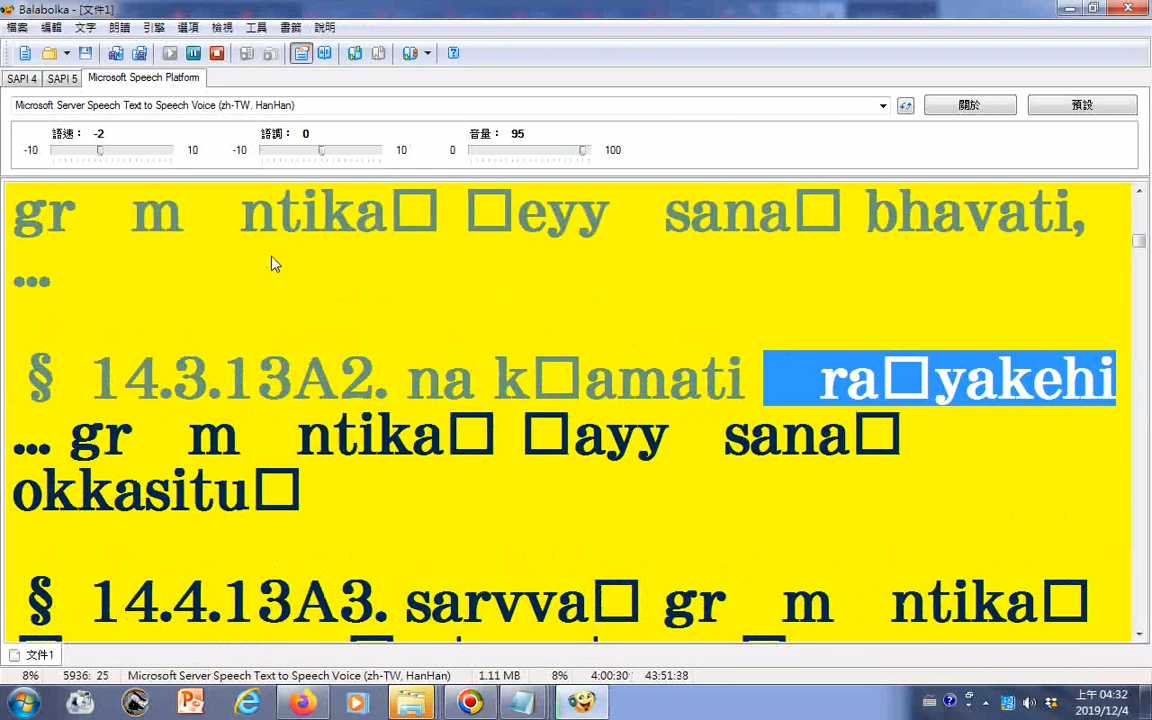 Balabolka - [文件1]
檔案 編輯 文字 朗讀 引擎 選項 檢視 工具 書籤 說明
SAPI 4 SAPI 5 Microsoft Speech Platform
Microsoft Server Speech Text to Speech Voice (zh-TW, HanHan) 關於 預設
語速： -2 語調： 0 音量： 95
-10 10 -10 10 0 100
gr m ntika□ □eyy sana□ bhavati,
...
§ 14.3.13A2. na k□amati ra□yakehi
... gr m ntika□ □ayy sana□
okkasitu□
§ 14.4.13A3. sarvva□ gr m ntika□
文件1
8% 5936: 25 Microsoft Server Speech Text to Speech Voice (zh-TW, HanHan) 1.11 MB 8% 4:00:30 43:51:38
上午 04:32
2019/12/4